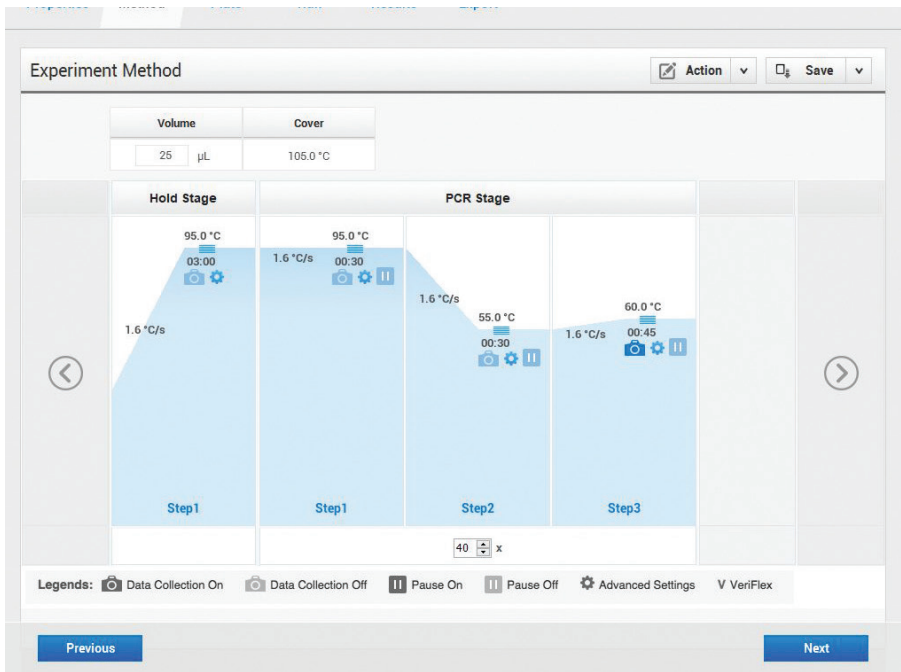 Experiment Method
Action v Save v
Volume Cover
25 µL 105.0 °C
Hold Stage PCR Stage
95.0 °C
03:00
1.6 °C/s
Step1
95.0 °C
1.6 °C/s 00:30
Step1
1.6 °C/s
55.0 °C
00:30
Step2
60.0 °C
1.6 °C/s 00:45
Step3
40 x
Legends: Data Collection On Data Collection Off Pause On Pause Off Advanced Settings V VeriFlex
Previous Next